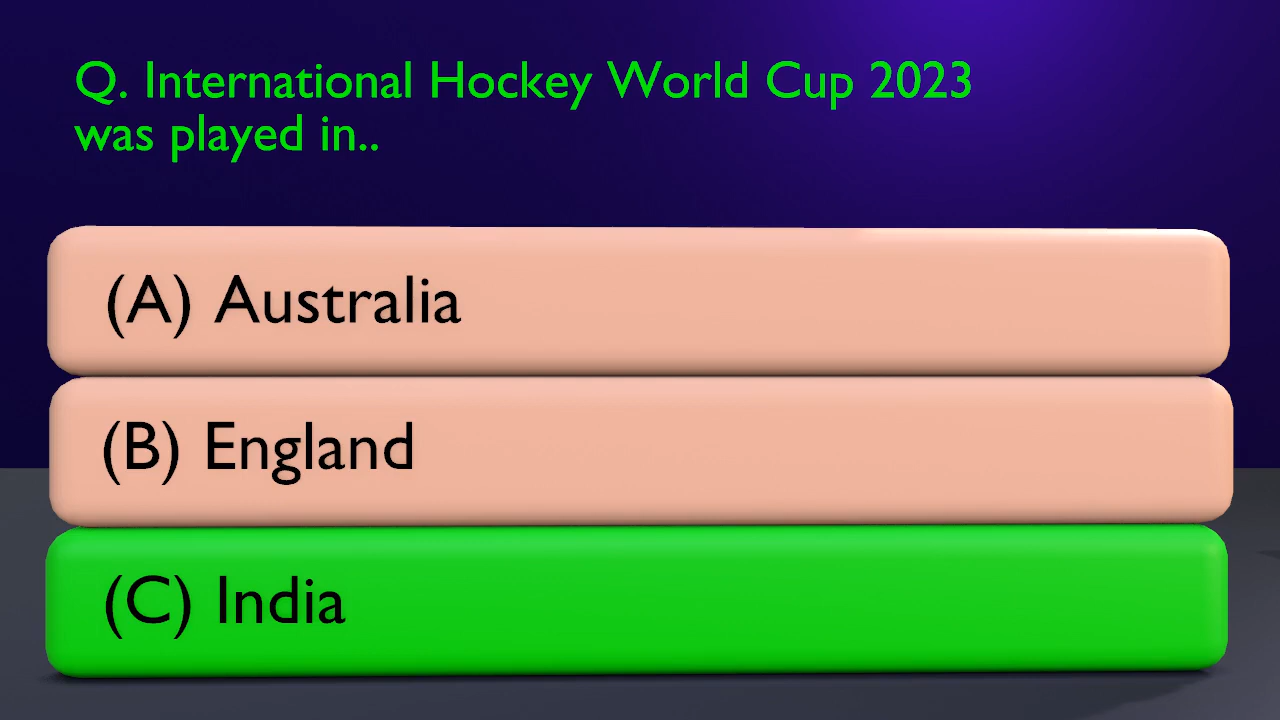 Q. International Hockey World Cup 2023
was played in..
(A) Australia
(B) England
(C) India